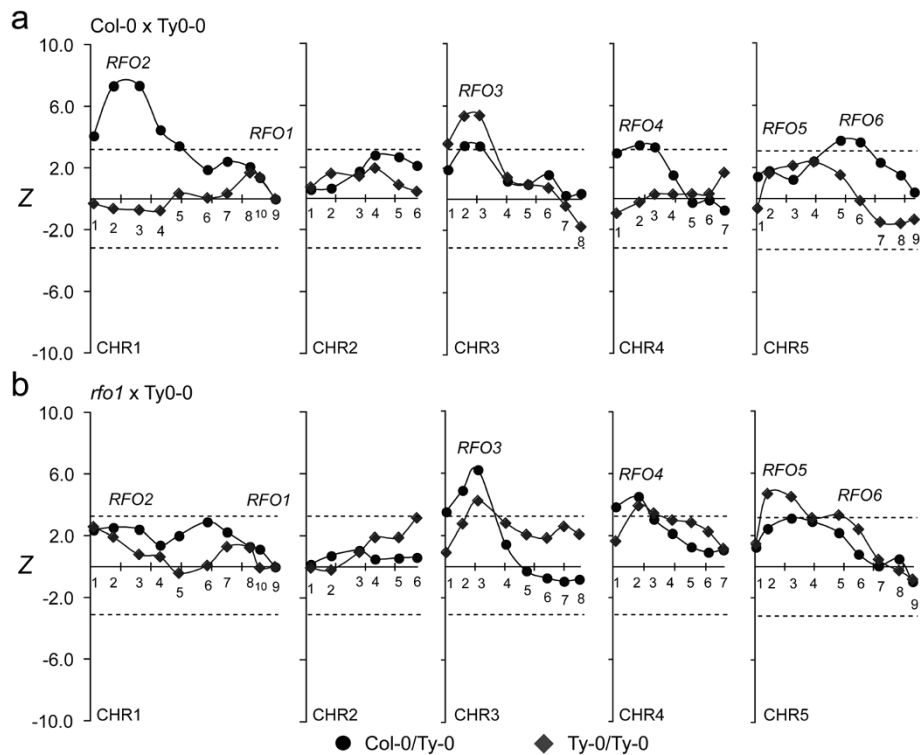 a
Col-0 x Ty0-0
10.0
6.0
2.0
-2.0
-6.0
-10.0
Z
RFO2
RFO1
RFO3
RFO4
RFO5
RFO6
1 2 3 4 5 6 7 8 10 9
1 2 3 4 5 6
1 2 3 4 5 6 7 8
1 2 3 4 5 6 7
1 2 3 4 5 6 7 8 9
CHR1 CHR2 CHR3 CHR4 CHR5
b
rfo1 x Ty0-0
10.0
6.0
2.0
-2.0
-6.0
-10.0
Z
RFO2
RFO1
RFO3
RFO4
RFO5
RFO6
1 2 3 4 5 6 7 8 10 9
1 2 3 4 5 6
1 2 3 4 5 6 7 8
1 2 3 4 5 6 7
1 2 3 4 5 6 7 8 9
CHR1 CHR2 CHR3 CHR4 CHR5
Col-0/Ty-0 Ty-0/Ty-0